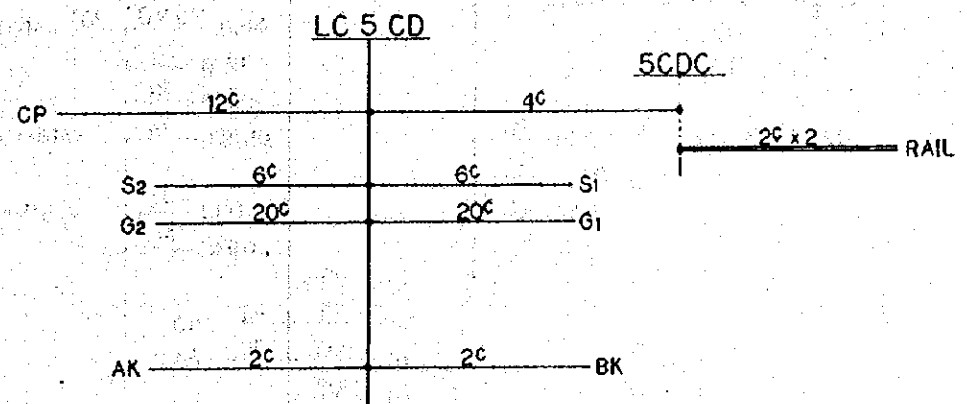 LC 5 CD
5CDC
CP 12c 4c
2c x 2 RAIL
S2 6c 6c S1
G2 20c 20c G1
AK 2c 2c BK